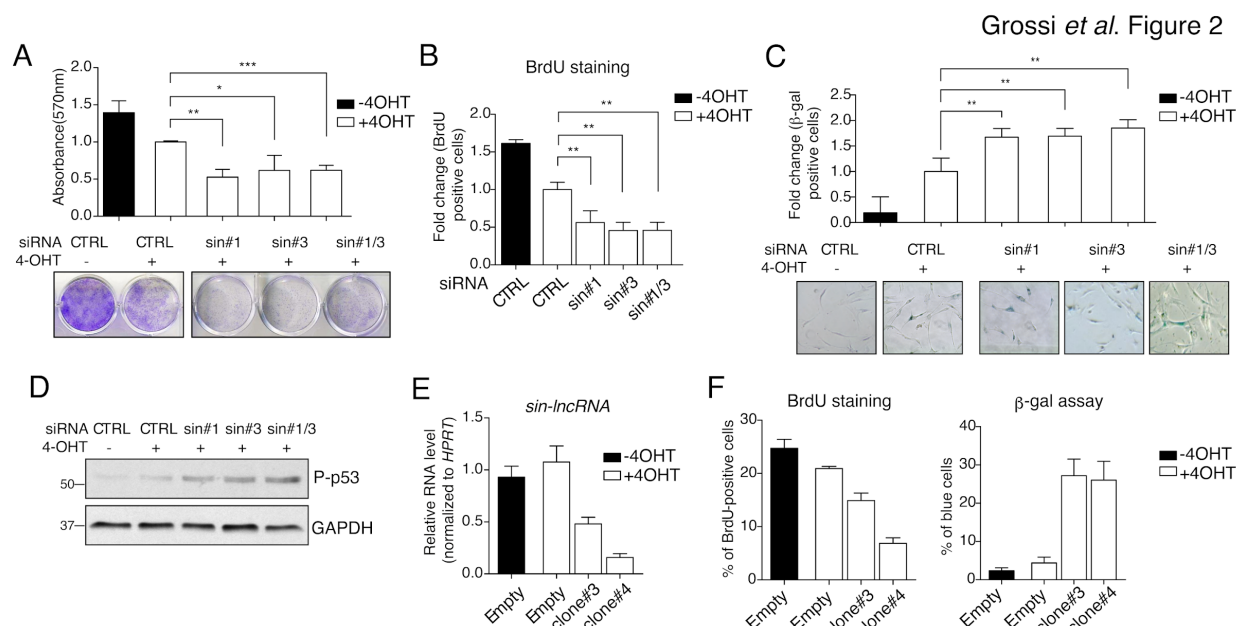 Grossi et al. Figure 2
A
Absorbance(570nm)
2.0
1.5
1.0
0.5
0.0
***
*
**
-4OHT
+4OHT
siRNA CTRL CTRL sin#1 sin#3 sin#1/3
4-OHT - + + + +
B
BrdU staining
Fold change (BrdU
positive cells)
2.0
1.5
1.0
0.5
0.0
**
**
**
-4OHT
+4OHT
siRNA CTRL CTRL sin#1 sin#3 sin#1/3
C
Fold change (β-gal
positive cells)
2.5
2.0
1.5
1.0
0.5
0.0
**
**
**
-4OHT
+4OHT
siRNA CTRL CTRL sin#1 sin#3 sin#1/3
4-OHT - + + + +
D
siRNA CTRL CTRL sin#1 sin#3 sin#1/3
4-OHT - + + + +
50 P-p53
37 GAPDH
E
sin-lncRNA
Relative RNA level
(normalized to HPRT)
1.5
1.0
0.5
0.0
-4OHT
+4OHT
Empty Empty clone#3 clone#4
F
BrdU staining
% of BrdU-positive cells
30
20
10
0
Empty Empty clone#3 clone#4
β-gal assay
% of blue cells
40
30
20
10
0
-4OHT
+4OHT
Empty Empty clone#3 clone#4